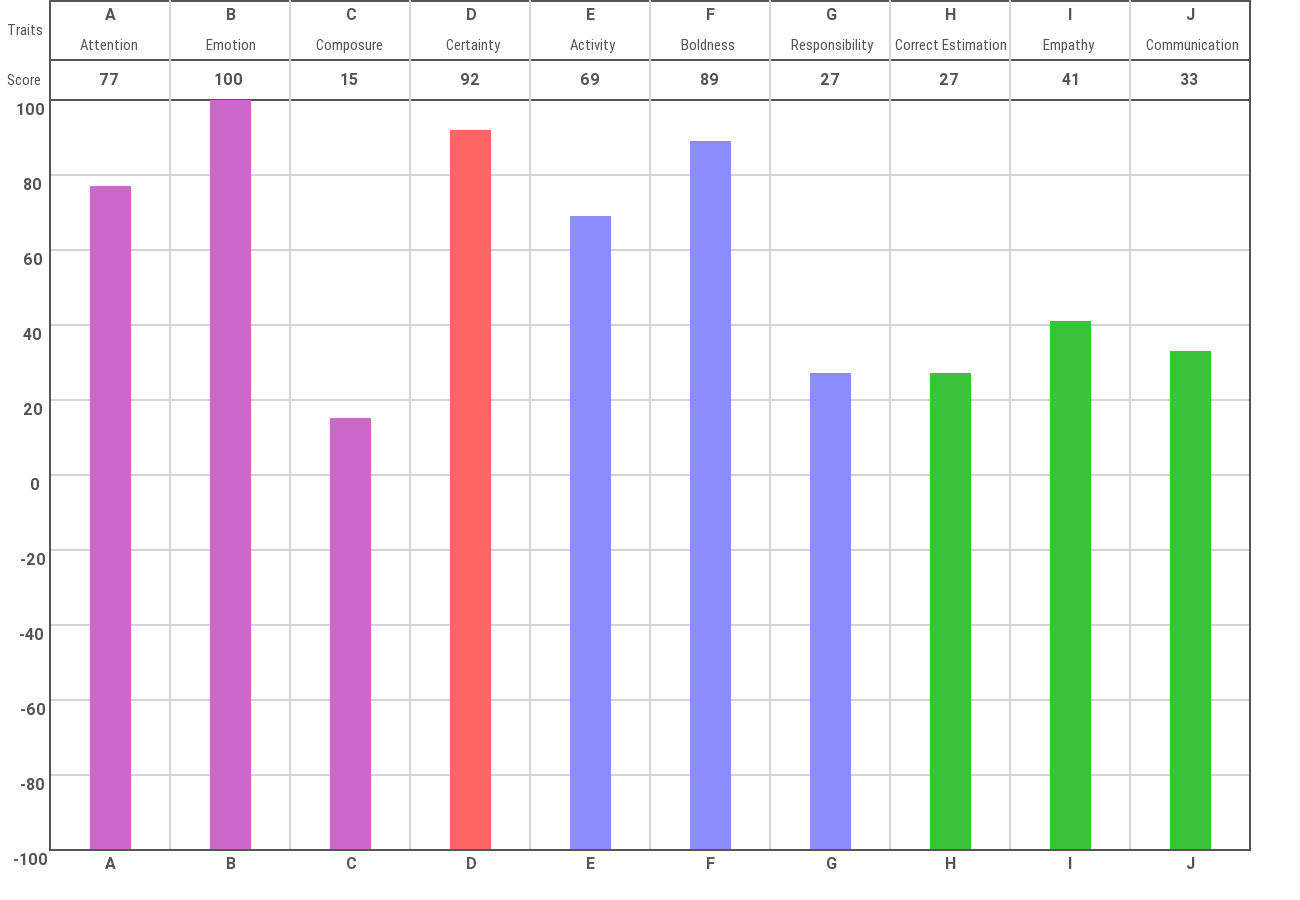 Traits A B C D E F G H I J
Attention Emotion Composure Certainty Activity Boldness Responsibility Correct Estimation Empathy Communication
Score 77 100 15 92 69 89 27 27 41 33
100
80
60
40
20
0
-20
-40
-60
-80
-100
A B C D E F G H I J